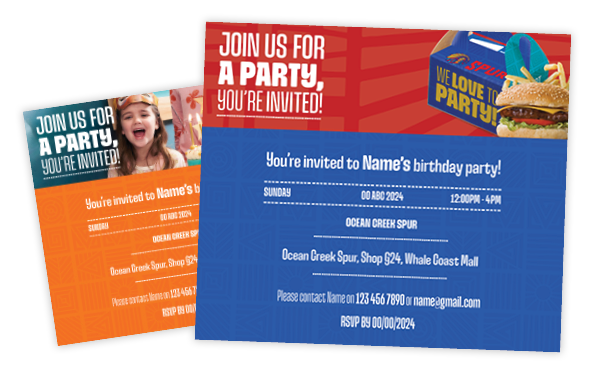 JOIN US FOR
A PARTY,
YOU'RE INVITED!
You're invited to Name's b
SUNDAY 00 ABC 2024
OCEAN CREEK SPUR
Ocean Creek Spur, Shop G24,
Please contact Name on 123 4
RSVP BY 00/00
JOIN US FOR
A PARTY,
YOU'RE INVITED!
SPUR
WE LOVE TO
PARTY!
You're invited to Name's birthday party!
SUNDAY 00 ABC 2024 12:00PM - 4PM
OCEAN CREEK SPUR
Ocean Creek Spur, Shop G24, Whale Coast Mall
Please contact Name on 123 456 7890 or name@gmail.com
RSVP BY 00/00/2024